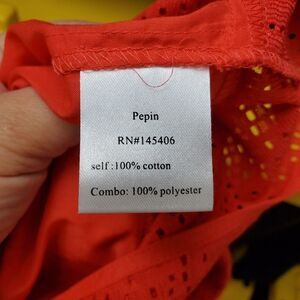 Pepin
RN#145406
self :100% cotton
Combo: 100% polyester